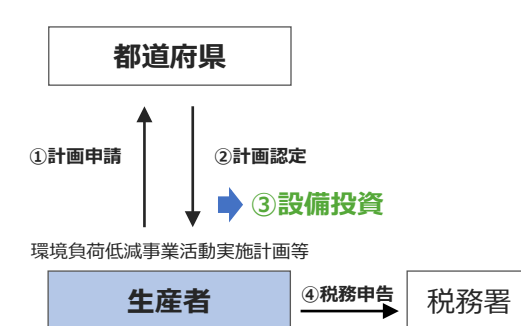 都道府県
①計画申請
②計画認定
③設備投資
環境負荷低減事業活動実施計画等
生産者
④税務申告
税務署